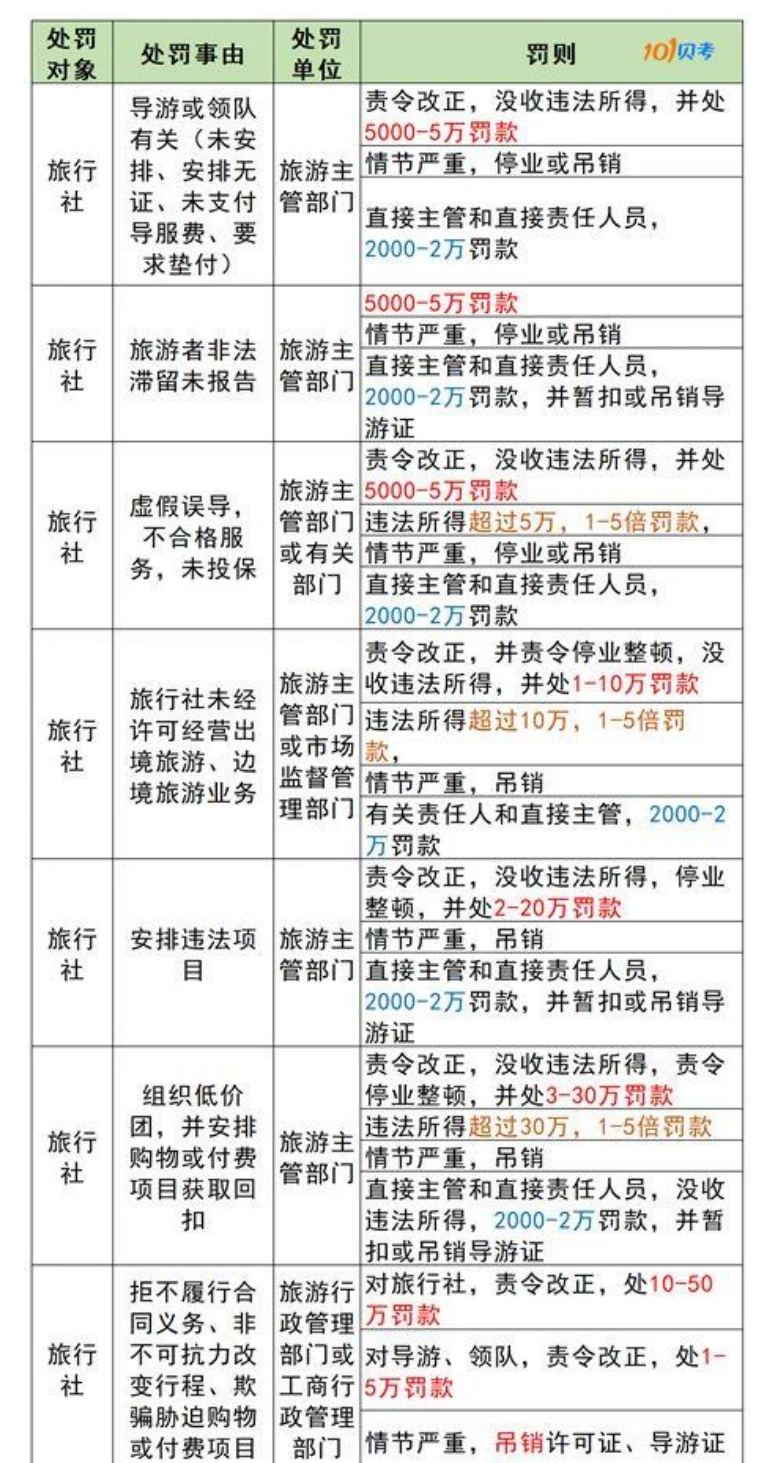 处罚对象
处罚事由
处罚单位
罚则
101贝考
旅行社
导游或领队
有关（未安
排、安排无
证、未支付
导服费、要
求垫付）
旅游主
管部门
责令改正，没收违法所得，并处
5000-5万罚款
情节严重，停业或吊销
直接主管和直接责任人员，
2000-2万罚款
旅行社
旅游者非法
滞留未报告
旅游主
管部门
5000-5万罚款
情节严重，停业或吊销
直接主管和直接责任人员，
2000-2万罚款，并暂扣或吊销导
游证
旅行社
虚假误导，
不合格服
务，未投保
旅游主
管部门
或有关
部门
责令改正，没收违法所得，并处
5000-5万罚款
违法所得超过5万，1-5倍罚款，
情节严重，停业或吊销
直接主管和直接责任人员，
2000-2万罚款
旅行社
旅行社未经
许可经营出
境旅游、边
境旅游业务
旅游主
管部门
或市场
监督管
理部门
责令改正，并责令停业整顿，没
收违法所得，并处1-10万罚款
违法所得超过10万，1-5倍罚
款，
情节严重，吊销
有关责任人和直接主管，2000-2
万罚款
旅行社
安排违法项
目
旅游主
管部门
责令改正，没收违法所得，停业
整顿，并处2-20万罚款
情节严重，吊销
直接主管和直接责任人员，
2000-2万罚款，并暂扣或吊销导
游证
旅行社
组织低价
团，并安排
购物或付费
项目获取回
扣
旅游主
管部门
责令改正，没收违法所得，责令
停业整顿，并处3-30万罚款
违法所得超过30万，1-5倍罚款
情节严重，吊销
直接主管和直接责任人员，没收
违法所得，2000-2万罚款，并暂
扣或吊销导游证
旅行社
拒不履行合
同义务、非
不可抗力改
变行程、欺
骗胁迫购物
或付费项目
旅游行
政管理
部门或
工商行
政管理
部门
对旅行社，责令改正，处10-50
万罚款
对导游、领队，责令改正，处1-
5万罚款
情节严重，吊销许可证、导游证